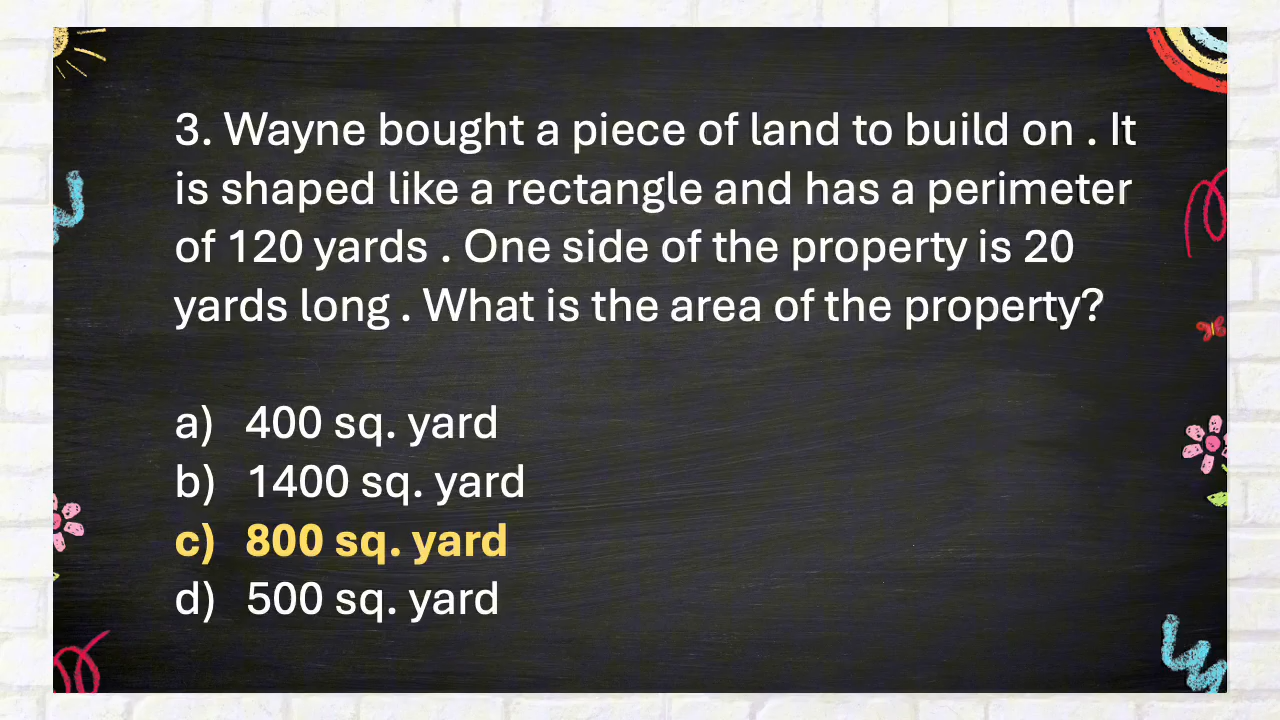 3. Wayne bought a piece of land to build on . It
is shaped like a rectangle and has a perimeter
of 120 yards . One side of the property is 20
yards long . What is the area of the property?
a) 400 sq. yard
b) 1400 sq. yard
c) 800 sq. yard
d) 500 sq. yard